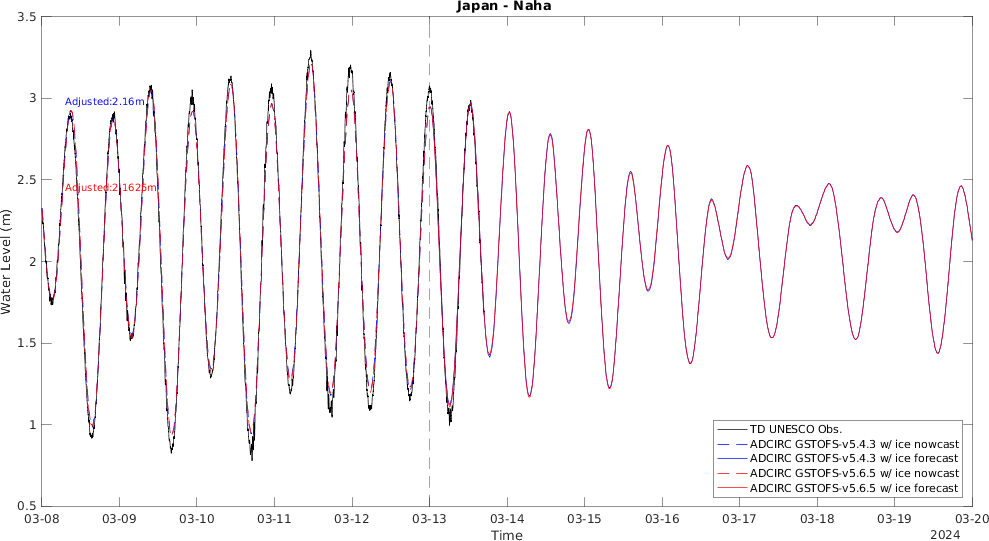 Japan - Naha
3.5
3
2.5
2
1.5
1
0.5
Water Level (m)
Adjusted:2.16m
Adjusted:2.1625m
TD UNESCO Obs.
ADCIRC GSTOFS-v5.4.3 w/ ice nowcast
ADCIRC GSTOFS-v5.4.3 w/ ice forecast
ADCIRC GSTOFS-v5.6.5 w/ ice nowcast
ADCIRC GSTOFS-v5.6.5 w/ ice forecast
03-08 03-09 03-10 03-11 03-12 03-13 03-14 03-15 03-16 03-17 03-18 03-19 03-20
Time
2024